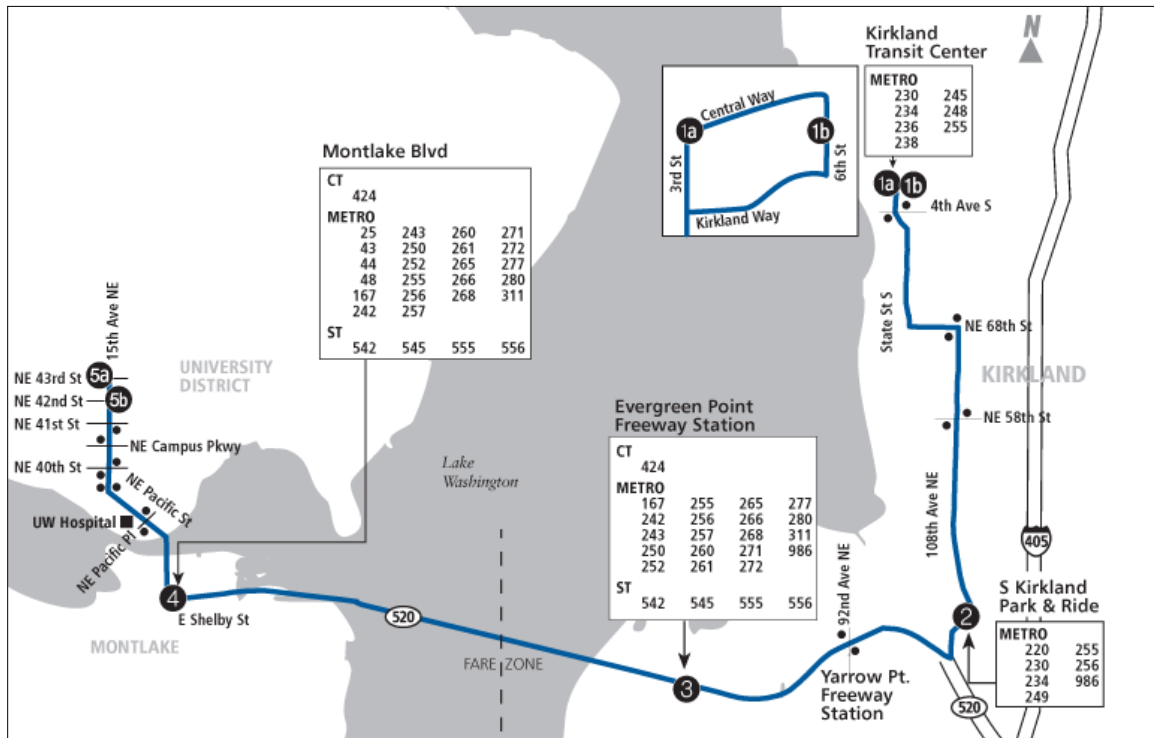 Kirkland
Transit Center
METRO
230 245
234 248
236 255
238
N
Central Way
1a
1b
3rd St
6th St
Kirkland Way
1a
1b
4th Ave S
State St S
NE 68th St
KIRKLAND
NE 58th St
108th Ave NE
405
Montlake Blvd
CT
424
METRO
25 243 260 271
43 250 261 272
44 252 265 277
48 255 266 280
167 256 268 311
242 257
ST
542 545 555 556
15th Ave NE
UNIVERSITY
DISTRICT
NE 43rd St
5a
NE 42nd St
5b
NE 41st St
NE Campus Pkwy
NE 40th St
NE Pacific St
UW Hospital
NE Pacific Pl
4
E Shelby St
MONTLAKE
Lake
Washington
520
FARE ZONE
Evergreen Point
Freeway Station
CT
424
METRO
167 255 265 277
242 256 266 280
243 257 268 311
250 260 271 986
252 261 272
ST
542 545 555 556
3
92nd Ave NE
Yarrow Pt.
Freeway
Station
2
S Kirkland
Park & Ride
METRO
220 255
230 256
234 986
249
520